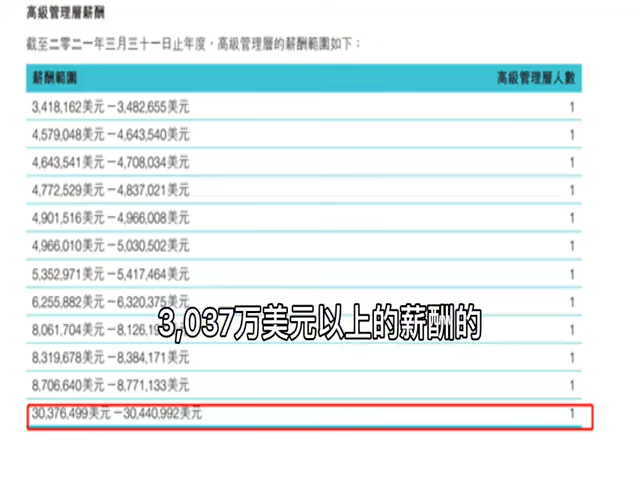 高級管理層薪酬
截至二零二一年三月三十一日止年度，高級管理層的薪酬範圍如下：
薪酬範圍 高級管理層人數
3,418,162美元－3,482,655美元 1
4,579,048美元－4,643,540美元 1
4,643,541美元－4,708,034美元 1
4,772,529美元－4,837,021美元 1
4,901,516美元－4,966,008美元 1
4,966,010美元－5,030,502美元 1
5,352,971美元－5,417,464美元 1
6,255,882美元－6,320,375美元 1
3,037万美元以上的薪酬的
8,061,704美元－ 1
8,319,678美元－8,384,171美元 1
8,706,640美元－8,771,133美元 1
30,376,499美元－30,440,992美元 1